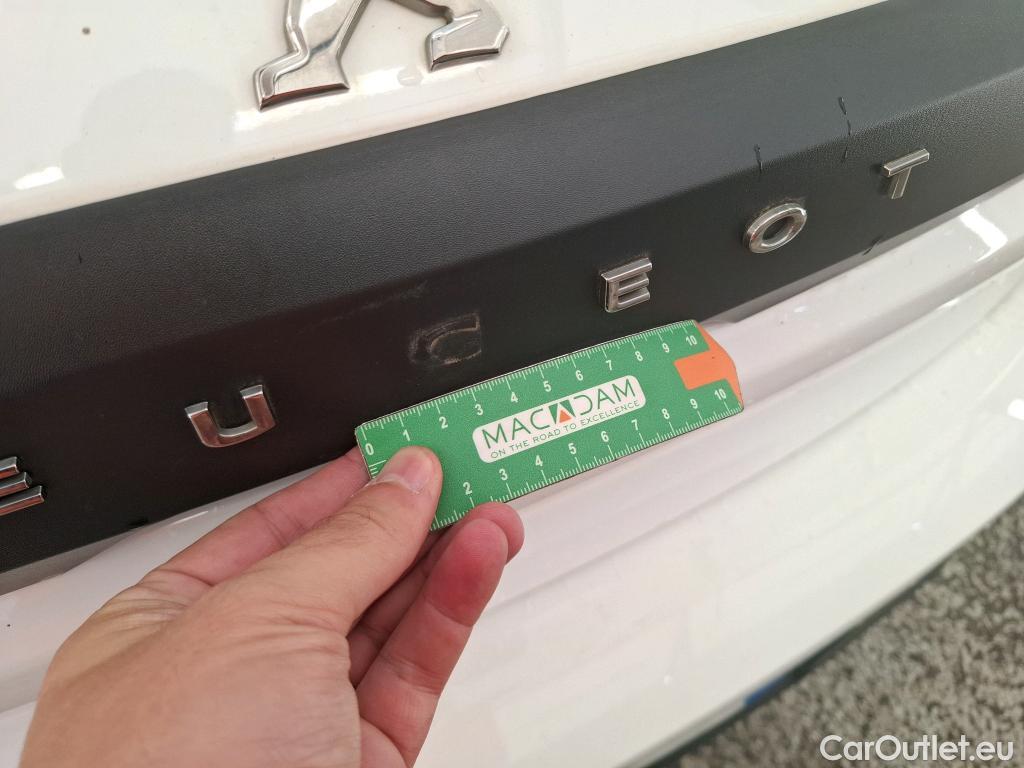 E U G E O T
0 1 2 3 4 5 6 7 8 9 10
MACADAM
ON THE ROAD TO EXCELLENCE
2 3 4 5 6 7 8 9 10
CarOutlet.eu